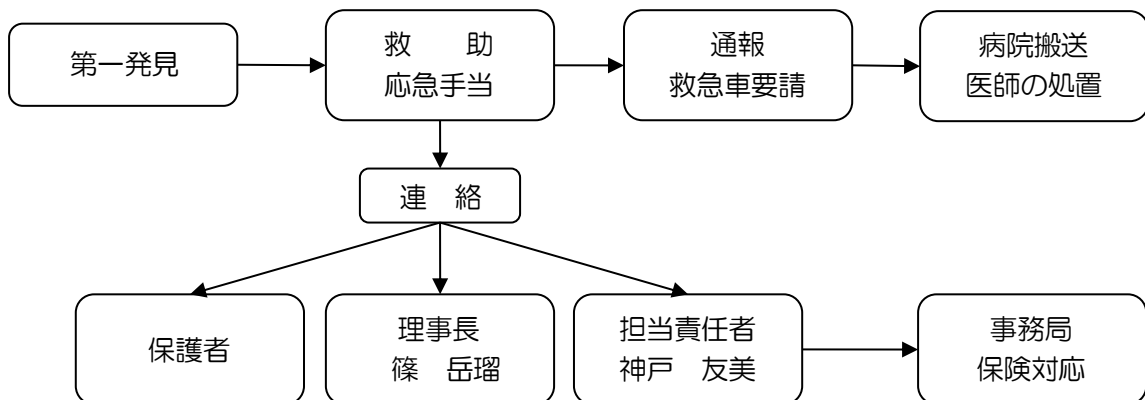 第一発見
救　助
応急手当
通報
救急車要請
病院搬送
医師の処置
連　絡
保護者
理事長
篠　岳瑠
担当責任者
神戸　友美
事務局
保険対応